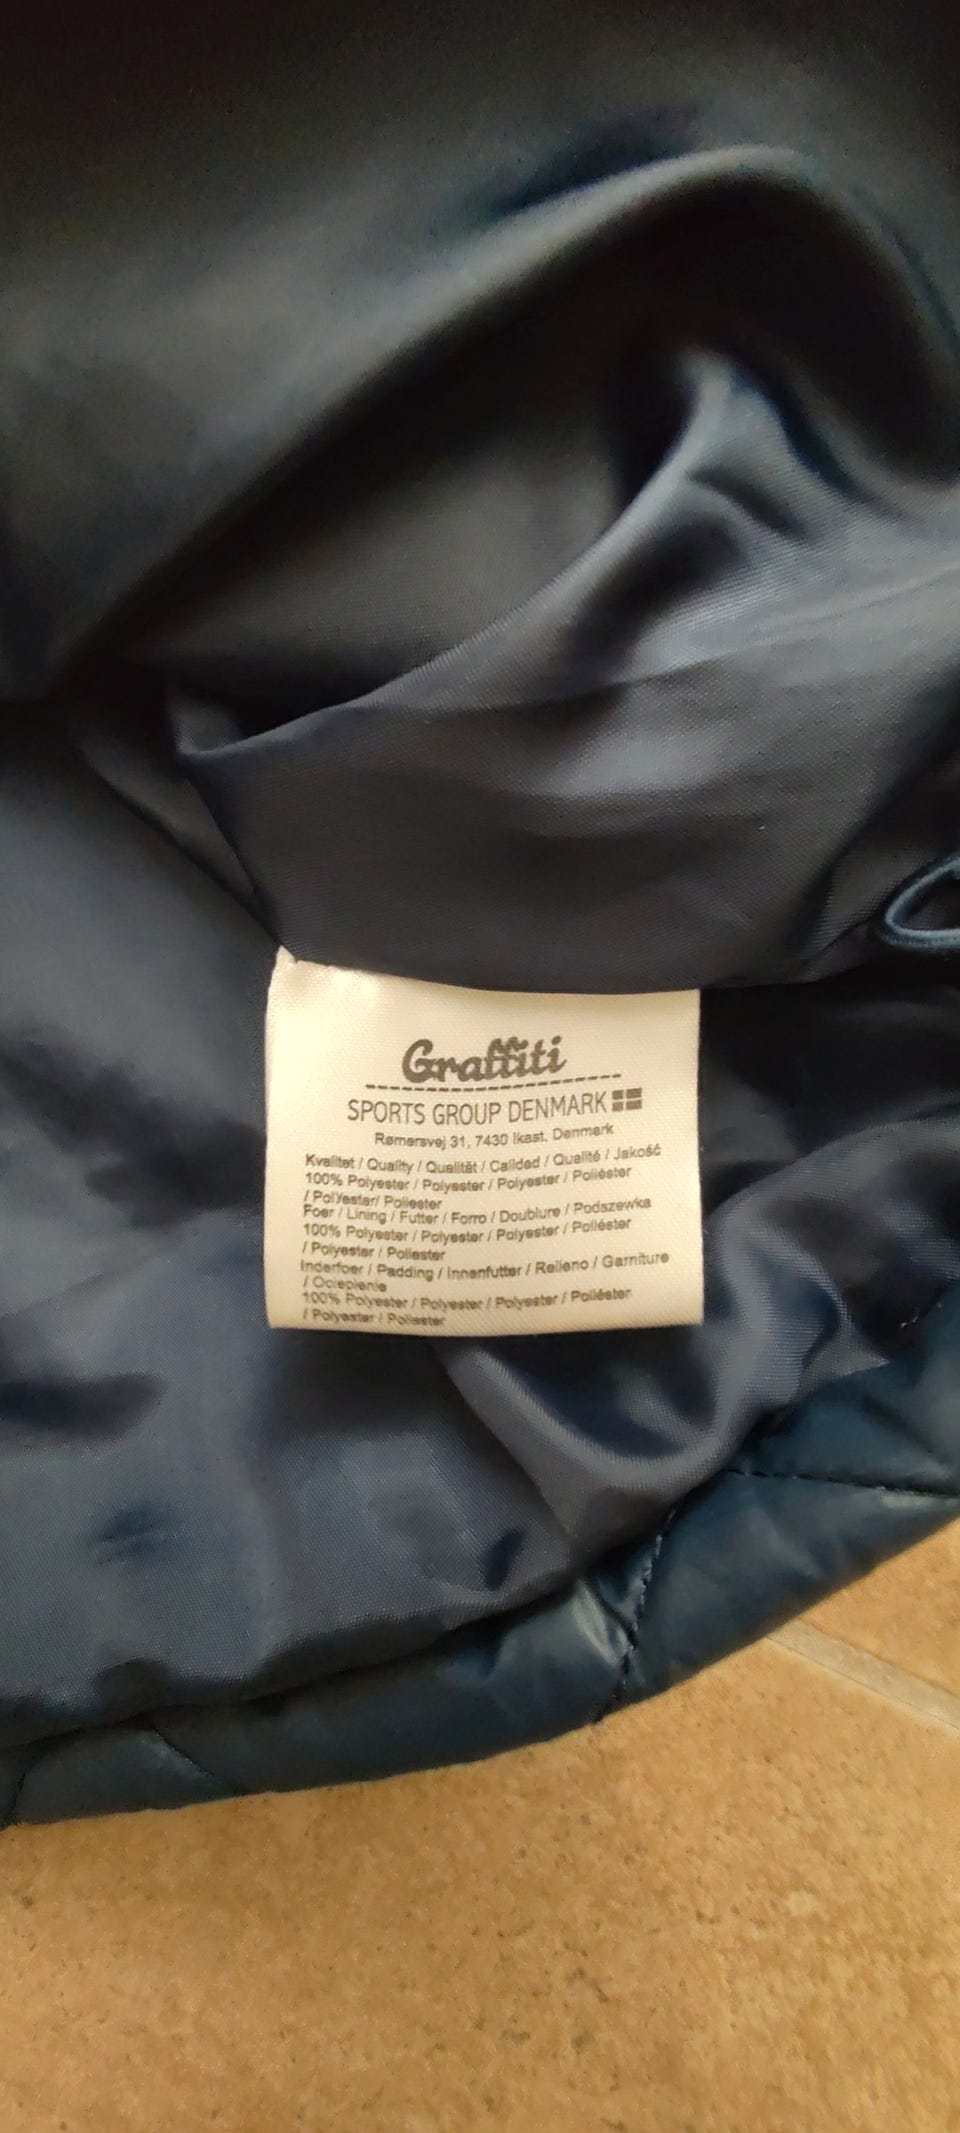 Graffiti
SPORTS GROUP DENMARK
Rømersvej 31, 7430 Ikast, Denmark
Kvalitet / Quality / Qualität / Calidad / Qualité / Jakość
100% Polyester / Polyester / Polyester / Poliéster
/ Polyester/ Poliester
Foer / Lining / Futter / Forro / Doublure / Podszewka
100% Polyester / Polyester / Polyester / Poliéster
/ Polyester / Poliester
Inderfoer / Padding / Innenfutter / Relleno / Garniture
/ Ocieplenie
100% Polyester / Polyester / Polyester / Poliéster
/ Polyester / Poliester